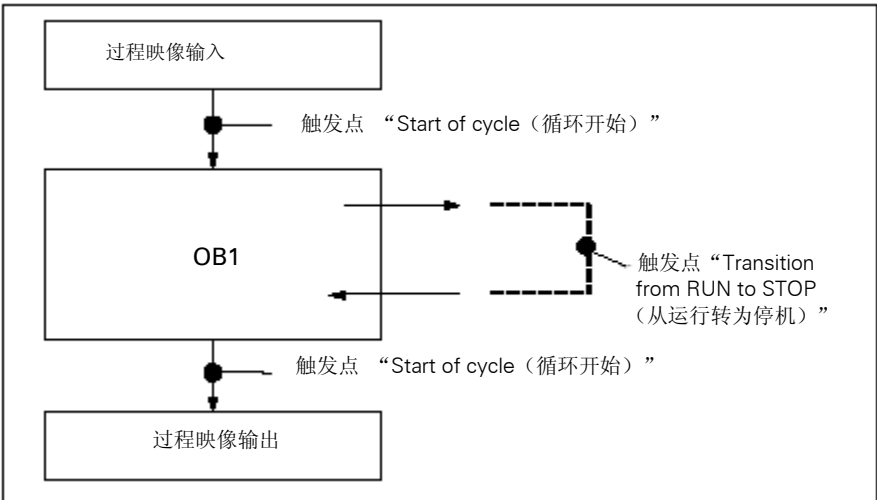 过程映像输入
触发点 “Start of cycle（循环开始）”
OB1
触发点“Transition
from RUN to STOP
（从运行转为停机）”
触发点 “Start of cycle（循环开始）”
过程映像输出